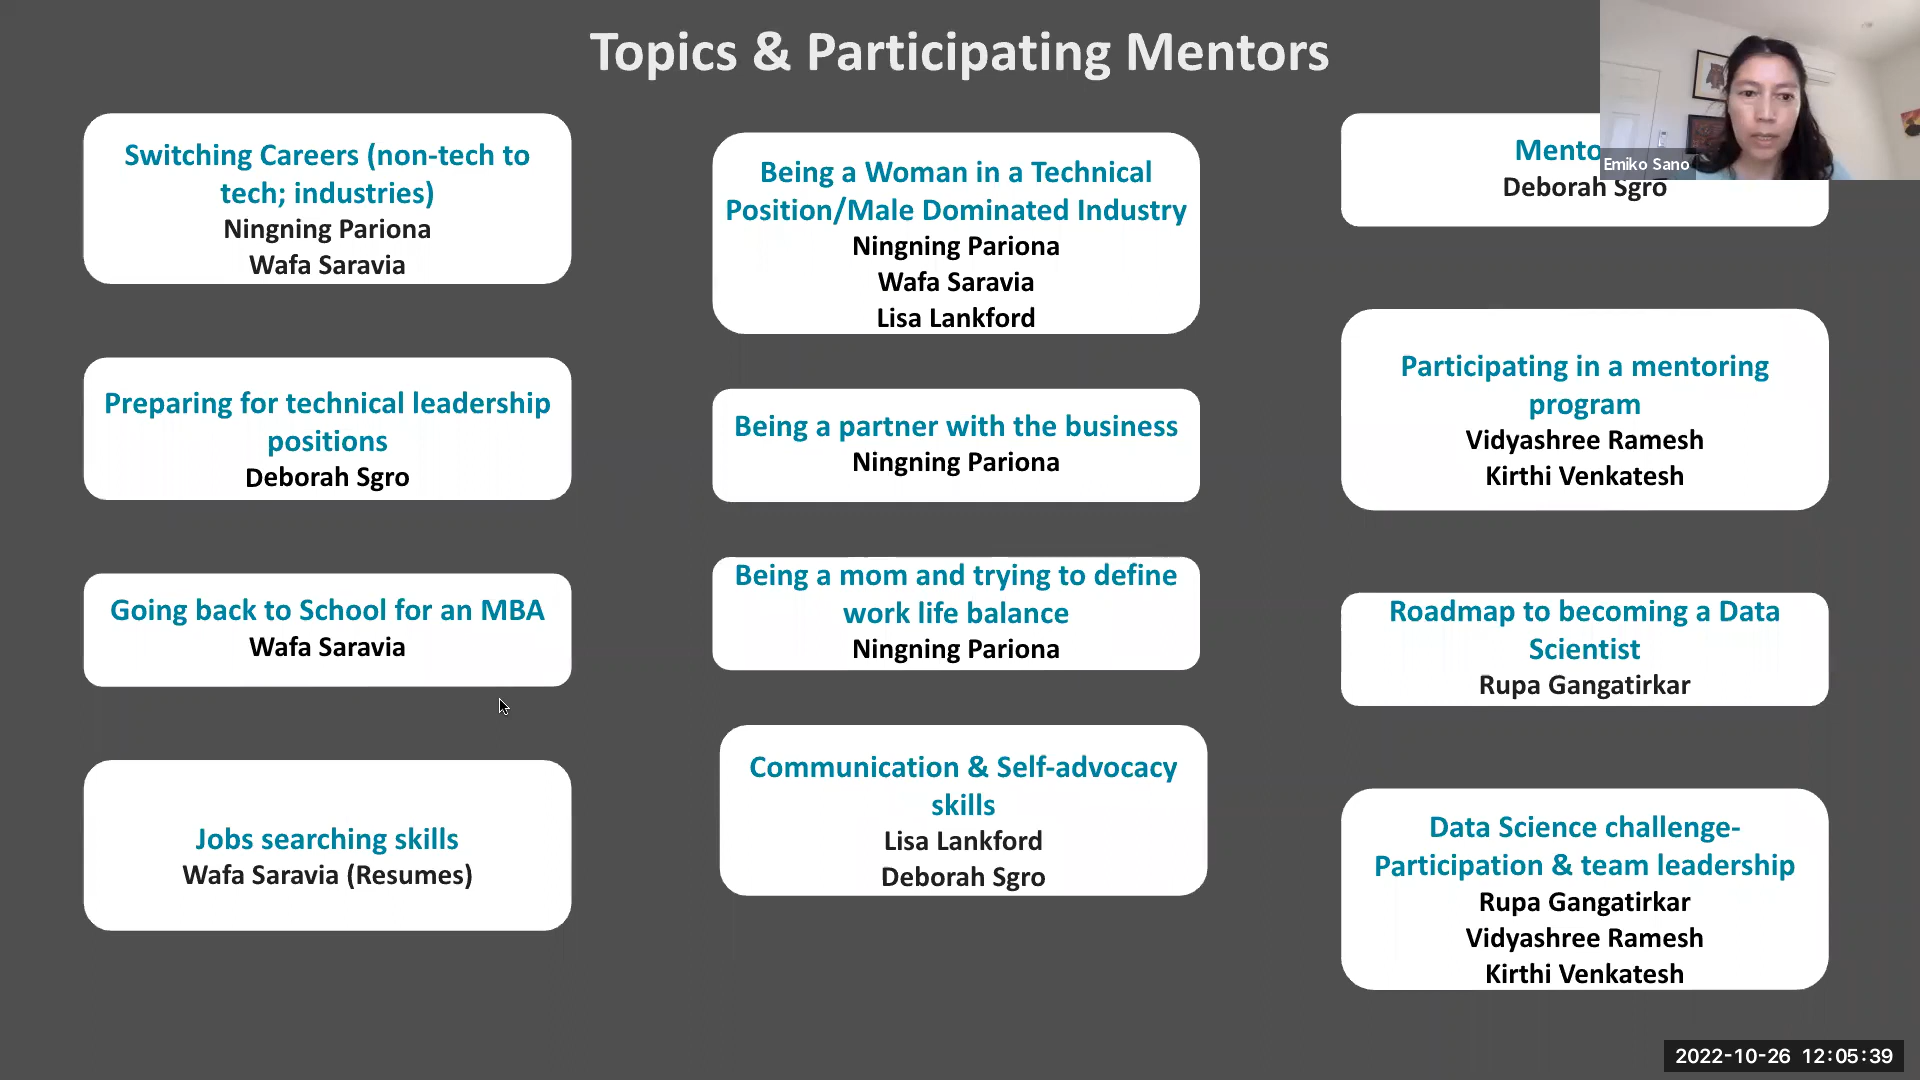 Topics & Participating Mentors
Switching Careers (non-tech to
tech; industries)
Ningning Pariona
Wafa Saravia
Preparing for technical leadership
positions
Deborah Sgro
Going back to School for an MBA
Wafa Saravia
Jobs searching skills
Wafa Saravia (Resumes)
Being a Woman in a Technical
Position/Male Dominated Industry
Ningning Pariona
Wafa Saravia
Lisa Lankford
Being a partner with the business
Ningning Pariona
Being a mom and trying to define
work life balance
Ningning Pariona
Communication & Self-advocacy
skills
Lisa Lankford
Deborah Sgro
Emiko Sano
Deborah Sgro
Participating in a mentoring
program
Vidyashree Ramesh
Kirthi Venkatesh
Roadmap to becoming a Data
Scientist
Rupa Gangatirkar
Data Science challenge-
Participation & team leadership
Rupa Gangatirkar
Vidyashree Ramesh
Kirthi Venkatesh
2022-10-26 12:05:39